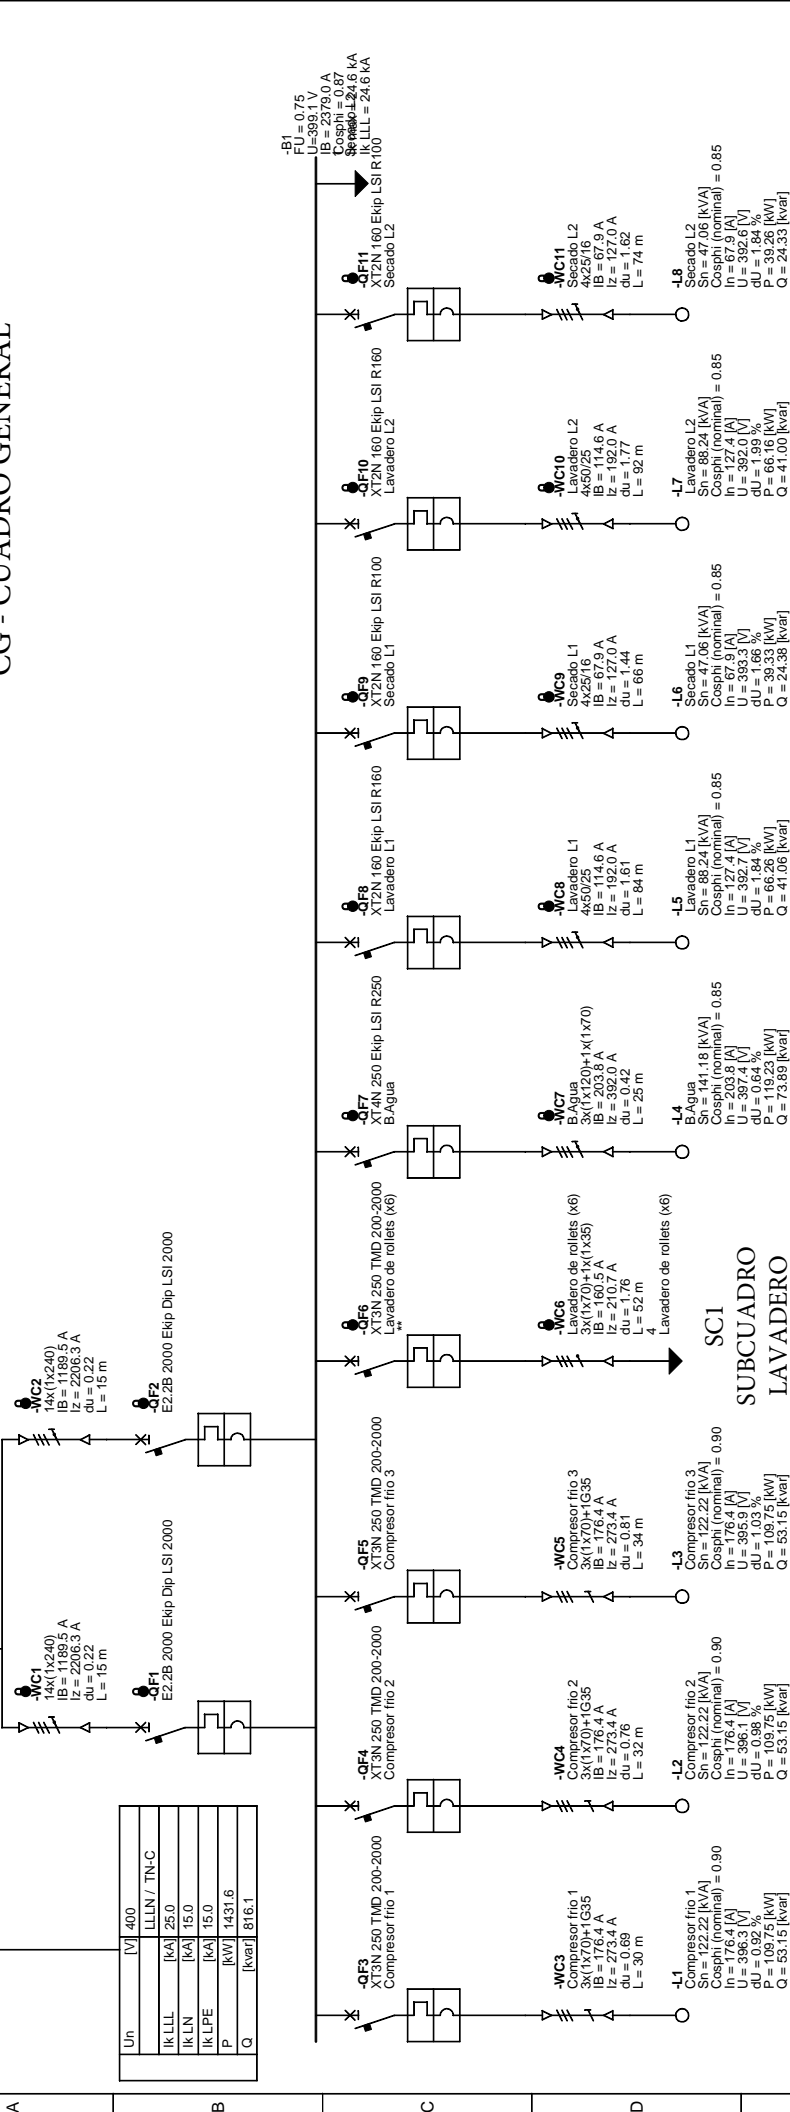 CG - CUADRO GENERAL
A
B
C
D
Un [V] 400
LLLN / TN-C
Ik LLL [kA] 25.0
Ik LN [kA] 15.0
Ik LPE [kA] 15.0
P [kW] 1431.6
Q [kvar] 816.1
-WC1
14x(1x240)
IB = 1189.5 A
Iz = 2206.3 A
du = 0.22
L = 15 m
-WC2
14x(1x240)
IB = 1189.5 A
Iz = 2206.3 A
du = 0.22
L = 15 m
-QF1
E2.2B 2000 Ekip Dip LSI 2000
-QF2
E2.2B 2000 Ekip Dip LSI 2000
-B1
FU = 0.75
U=399.1 V
IB = 2379.0 A
Cosphi = 0.87
Ik LLL = 24.6 kA
-QF3
XT3N 250 TMD 200-2000
Compresor frio 1
-QF4
XT3N 250 TMD 200-2000
Compresor frio 2
-QF5
XT3N 250 TMD 200-2000
Compresor frio 3
-QF6
XT3N 250 TMD 200-2000
Lavadero de rollets (x6)
**
-QF7
XT4N 250 Ekip LSI R250
B.Agua
-QF8
XT2N 160 Ekip LSI R160
Lavadero L1
-QF9
XT2N 160 Ekip LSI R100
Secado L1
-QF10
XT2N 160 Ekip LSI R160
Lavadero L2
-QF11
XT2N 160 Ekip LSI R100
Secado L2
-WC3
Compresor frio 1
3x(1x70)+1G35
IB = 176.4 A
Iz = 273.4 A
du = 0.69
L = 30 m
-WC4
Compresor frio 2
3x(1x70)+1G35
IB = 176.4 A
Iz = 273.4 A
du = 0.76
L = 32 m
-WC5
Compresor frio 3
3x(1x70)+1G35
IB = 176.4 A
Iz = 273.4 A
du = 0.81
L = 34 m
-WC6
Lavadero de rollets (x6)
3x(1x70)+1x(1x35)
IB = 160.5 A
Iz = 210.7 A
du = 1.76
L = 52 m
4
Lavadero de rollets (x6)
-WC7
B.Agua
3x(1x120)+1x(1x70)
IB = 203.8 A
Iz = 392.0 A
du = 0.42
L = 25 m
-WC8
Lavadero L1
4x50/25
IB = 114.6 A
Iz = 192.0 A
du = 1.61
L = 84 m
-WC9
Secado L1
4x25/16
IB = 67.9 A
Iz = 127.0 A
du = 1.44
L = 66 m
-WC10
Lavadero L2
4x50/25
IB = 114.6 A
Iz = 192.0 A
du = 1.77
L = 92 m
-WC11
Secado L2
4x25/16
IB = 67.9 A
Iz = 127.0 A
du = 1.62
L = 74 m
-L1
Compresor frio 1
Sn = 122.22 [kVA]
Cosphi (nominal) = 0.90
In = 176.4 [A]
U = 396.3 [V]
dU = 0.92 %
P = 109.75 [kW]
Q = 53.15 [kvar]
-L2
Compresor frio 2
Sn = 122.22 [kVA]
Cosphi (nominal) = 0.90
In = 176.4 [A]
U = 396.1 [V]
dU = 0.98 %
P = 109.75 [kW]
Q = 53.15 [kvar]
-L3
Compresor frio 3
Sn = 122.22 [kVA]
Cosphi (nominal) = 0.90
In = 176.4 [A]
U = 395.9 [V]
dU = 1.03 %
P = 109.75 [kW]
Q = 53.15 [kvar]
SC1
SUBCUADRO
LAVADERO
-L4
B.Agua
Sn = 141.18 [kVA]
Cosphi (nominal) = 0.85
In = 203.8 [A]
U = 397.4 [V]
dU = 0.64 %
P = 119.23 [kW]
Q = 73.89 [kvar]
-L5
Lavadero L1
Sn = 88.24 [kVA]
Cosphi (nominal) = 0.85
In = 127.4 [A]
U = 392.7 [V]
dU = 1.84 %
P = 66.26 [kW]
Q = 41.06 [kvar]
-L6
Secado L1
Sn = 47.06 [kVA]
Cosphi (nominal) = 0.85
In = 67.9 [A]
U = 393.3 [V]
dU = 1.66 %
P = 39.33 [kW]
Q = 24.38 [kvar]
-L7
Lavadero L2
Sn = 88.24 [kVA]
Cosphi (nominal) = 0.85
In = 127.4 [A]
U = 392.0 [V]
dU = 1.99 %
P = 66.16 [kW]
Q = 41.00 [kvar]
-L8
Secado L2
Sn = 47.06 [kVA]
Cosphi (nominal) = 0.85
In = 67.9 [A]
U = 392.6 [V]
dU = 1.84 %
P = 39.26 [kW]
Q = 24.33 [kvar]